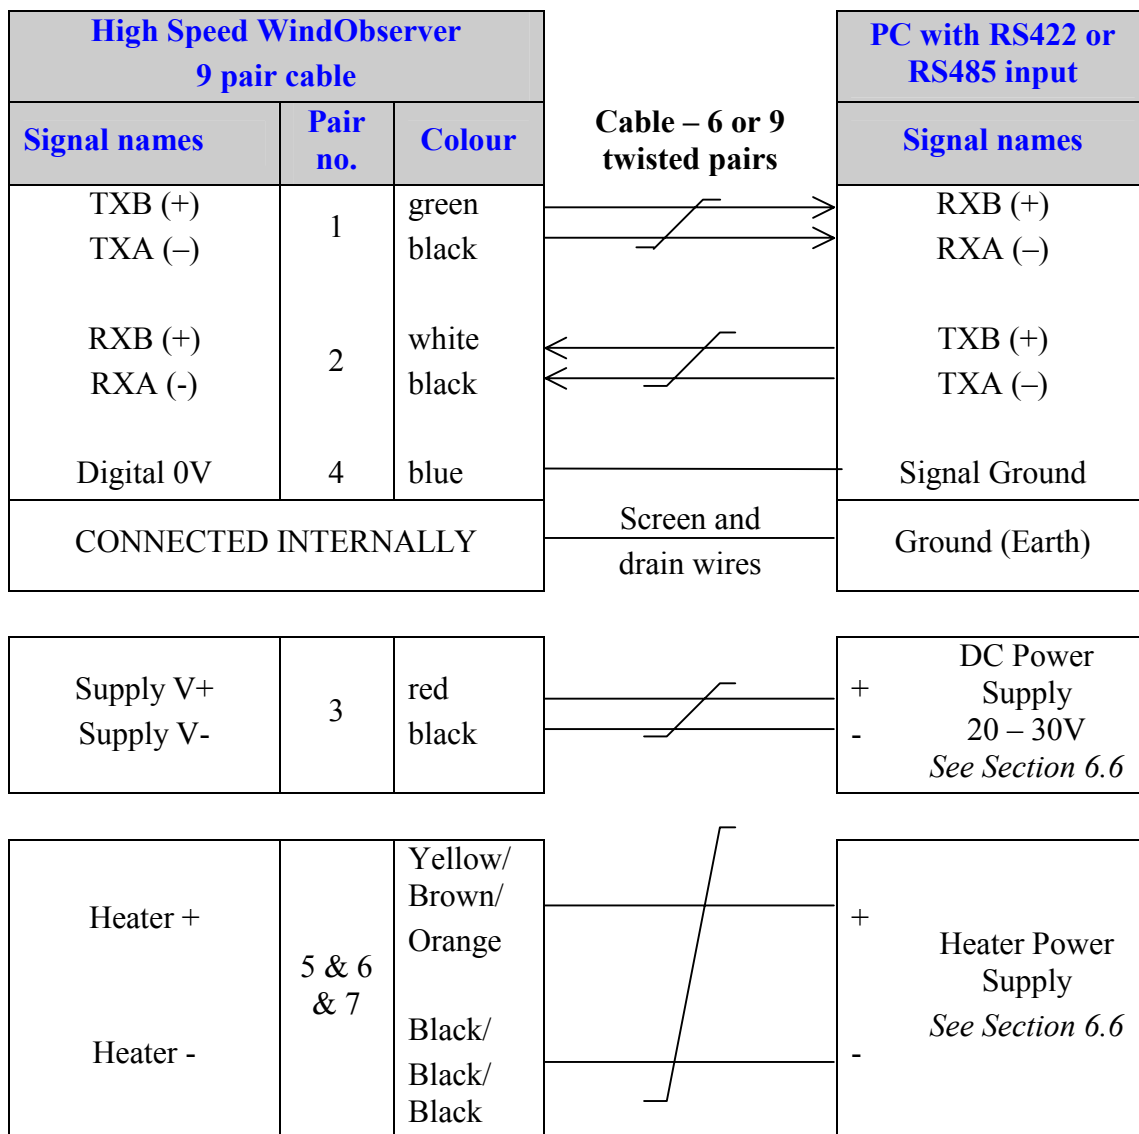 High Speed WindObserver
9 pair cable
PC with RS422 or
RS485 input
Signal names
Pair
no.
Colour
Cable – 6 or 9
twisted pairs
Signal names
TXB (+)
TXA (–)
1
green
black
RXB (+)
RXA (–)
RXB (+)
RXA (-)
2
white
black
TXB (+)
TXA (–)
Digital 0V
4
blue
Signal Ground
CONNECTED INTERNALLY
Screen and
drain wires
Ground (Earth)
Supply V+
Supply V-
3
red
black
+
-
DC Power
Supply
20 – 30V
See Section 6.6
Heater +
Heater -
5 & 6
& 7
Yellow/
Brown/
Orange
Black/
Black/
Black
+
-
Heater Power
Supply
See Section 6.6